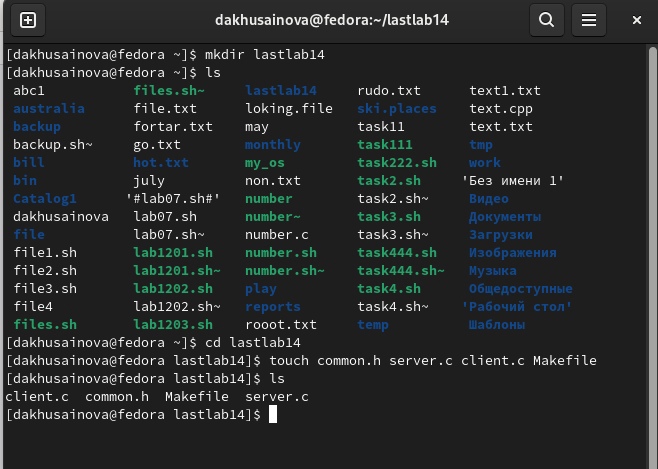 dakhusainova@fedora:~/lastlab14
[dakhusainova@fedora ~]$ mkdir lastlab14
[dakhusainova@fedora ~]$ ls
abc1 files.sh~ lastlab14 rudo.txt text1.txt
australia file.txt loking.file ski.places text.cpp
backup fortar.txt may task11 text.txt
backup.sh~ go.txt monthly task111 tmp
bill hot.txt my_os task222.sh work
bin july non.txt task2.sh 'Без имени 1'
Catalog1 '#lab07.sh#' number task2.sh~ Видео
dakhusainova lab07.sh number~ task3.sh Документы
file lab07.sh~ number.c task3.sh~ Загрузки
file1.sh lab1201.sh number.sh task444.sh Изображения
file2.sh lab1201.sh~ number.sh~ task444.sh~ Музыка
file3.sh lab1202.sh play task4.sh Общедоступные
file4 lab1202.sh~ reports task4.sh~ 'Рабочий стол'
files.sh lab1203.sh rooot.txt temp Шаблоны
[dakhusainova@fedora ~]$ cd lastlab14
[dakhusainova@fedora lastlab14]$ touch common.h server.c client.c Makefile
[dakhusainova@fedora lastlab14]$ ls
client.c common.h Makefile server.c
[dakhusainova@fedora lastlab14]$